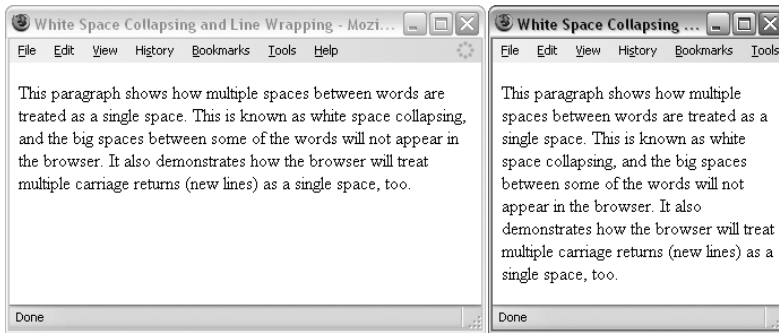 White Space Collapsing and Line Wrapping - Mozi...
File Edit View History Bookmarks Tools Help
This paragraph shows how multiple spaces between words are
treated as a single space. This is known as white space collapsing,
and the big spaces between some of the words will not appear in
the browser. It also demonstrates how the browser will treat
multiple carriage returns (new lines) as a single space, too.
Done
White Space Collapsing ...
File Edit View History Bookmarks Tools
This paragraph shows how multiple
spaces between words are treated as a
single space. This is known as white
space collapsing, and the big spaces
between some of the words will not
appear in the browser. It also
demonstrates how the browser will treat
multiple carriage returns (new lines) as a
single space, too.
Done